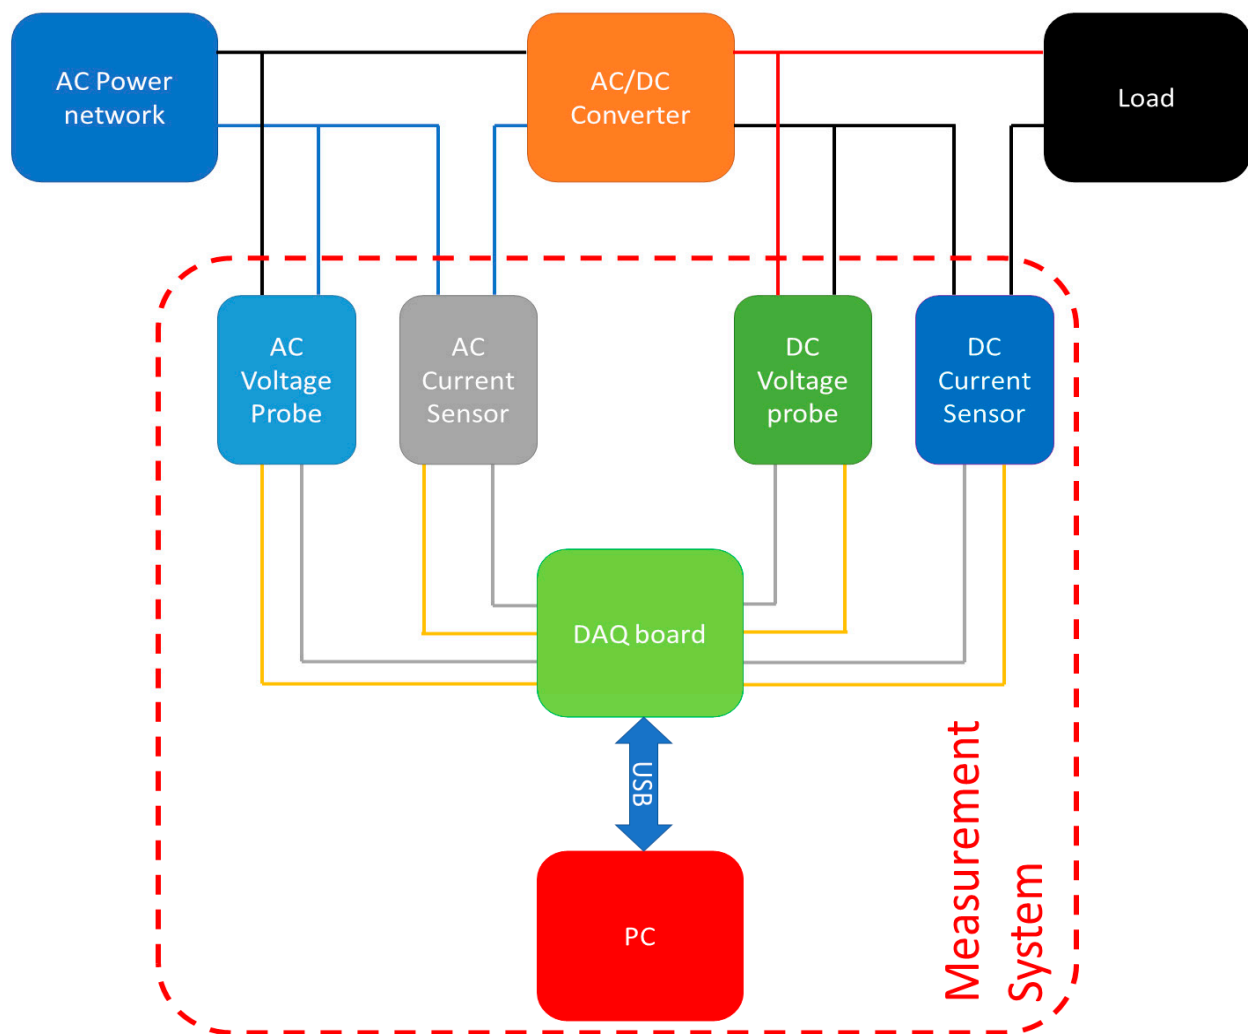 AC Power
network
AC/DC
Converter
Load
AC
Voltage
Probe
AC
Current
Sensor
DC
Voltage
probe
DC
Current
Sensor
DAQ board
USB
PC
Measurement
System